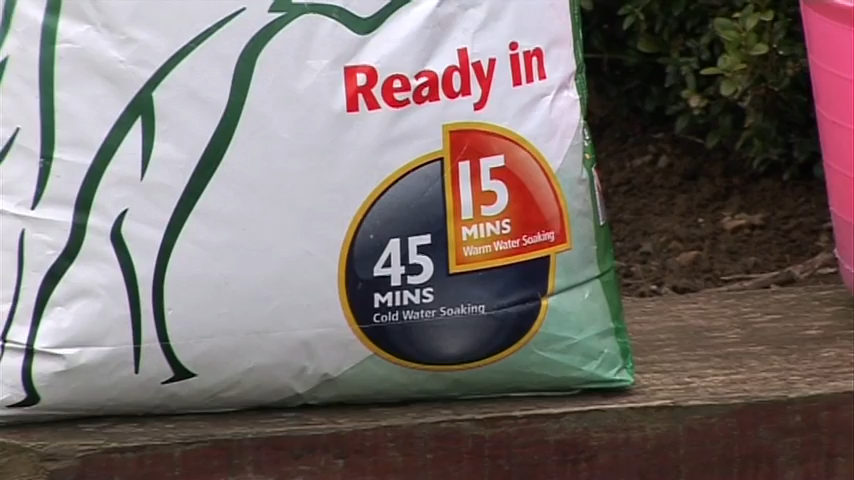 Ready in
15
MINS
Warm Water Soaking
45
MINS
Cold Water Soaking